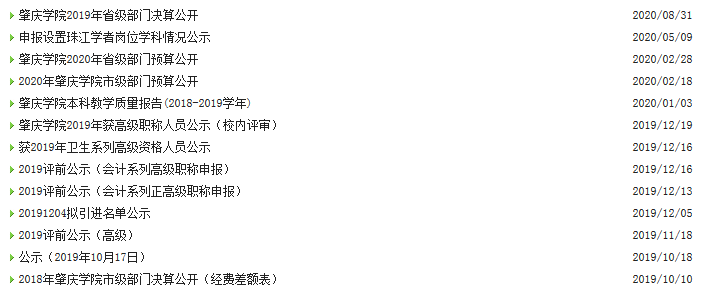 肇庆学院2019年省级部门决算公开 2020/08/31
申报设置珠江学者岗位学科情况公示 2020/05/09
肇庆学院2020年省级部门预算公开 2020/02/28
2020年肇庆学院市级部门预算公开 2020/02/18
肇庆学院本科教学质量报告(2018-2019学年) 2020/01/03
肇庆学院2019年获高级职称人员公示（校内评审） 2019/12/19
获2019年卫生系列高级资格人员公示 2019/12/16
2019评前公示（会计系列高级职称申报） 2019/12/16
2019评前公示（会计系列正高级职称申报） 2019/12/13
20191204拟引进名单公示 2019/12/05
2019评前公示（高级） 2019/11/18
公示（2019年10月17日） 2019/10/18
2018年肇庆学院市级部门决算公开（经费差额表） 2019/10/10